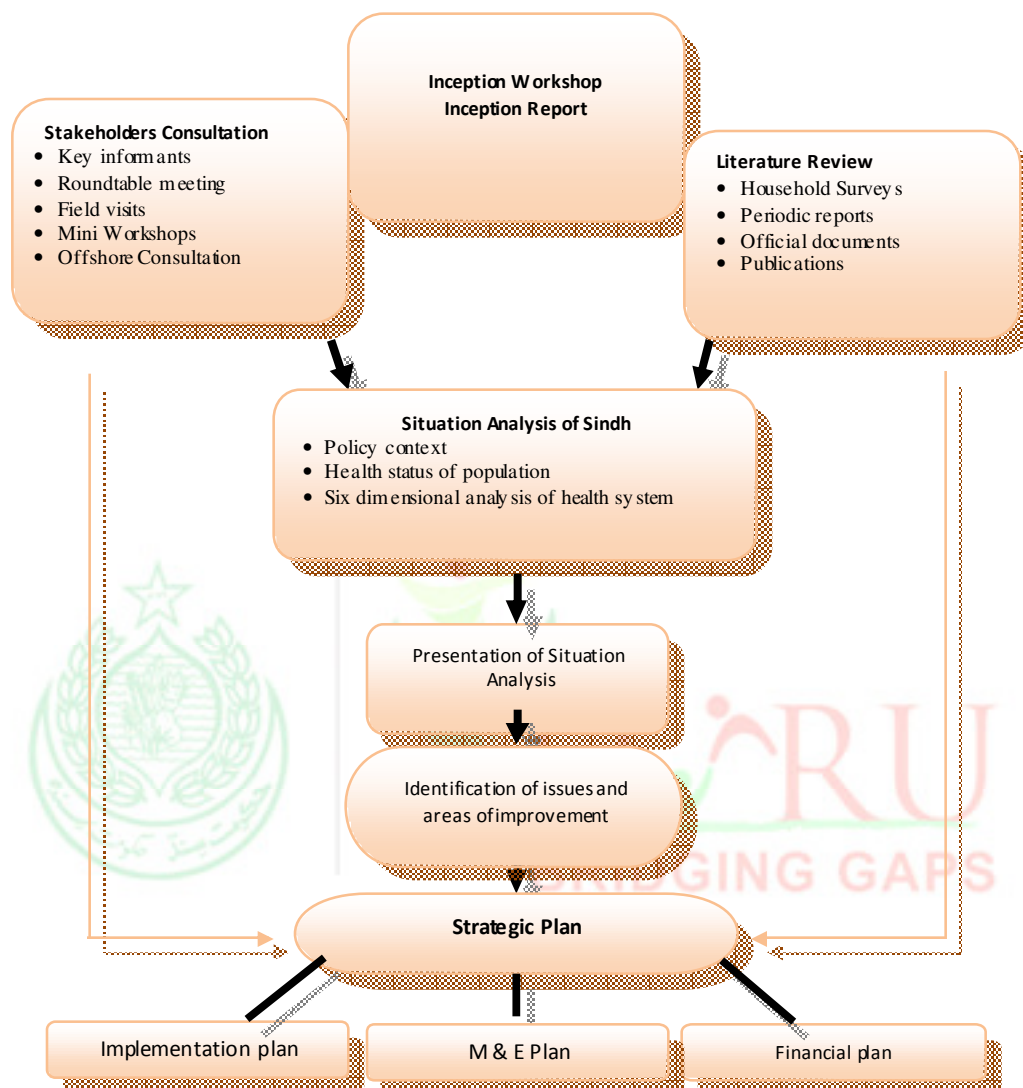 Inception Workshop
Inception Report
Stakeholders Consultation
• Key informants
• Roundtable meeting
• Field visits
• Mini Workshops
• Offshore Consultation
Literature Review
• Household Surveys
• Periodic reports
• Official documents
• Publications
Situation Analysis of Sindh
• Policy context
• Health status of population
• Six dimensional analysis of health system
Presentation of Situation
Analysis
Identification of issues and
areas of improvement
RU
BRIDGING GAPS
Strategic Plan
Implementation plan
M & E Plan
Financial plan